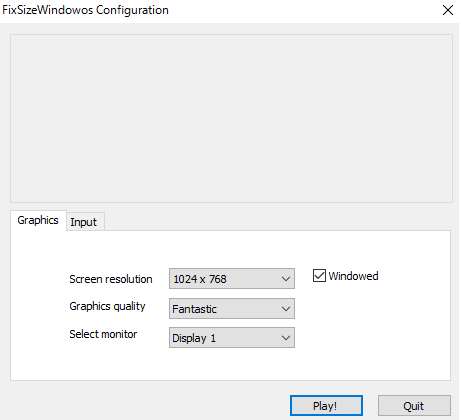 FixSizeWindowos Configuration
Graphics
Input
Screen resolution
1024 x 768
Windowed
Graphics quality
Fantastic
Select monitor
Display 1
Play!
Quit